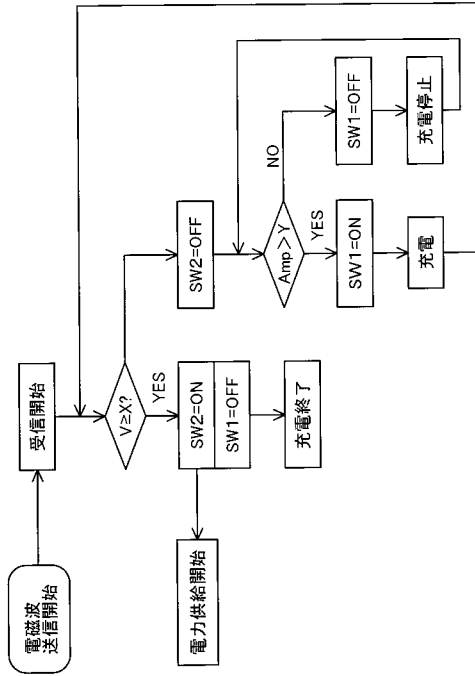 電磁波
送信開始
受信開始
V≥X?
YES
SW2=ON
SW1=OFF
電力供給開始
充電終了
SW2=OFF
Amp＞Y
YES
NO
SW1=ON
充電
SW1=OFF
充電停止